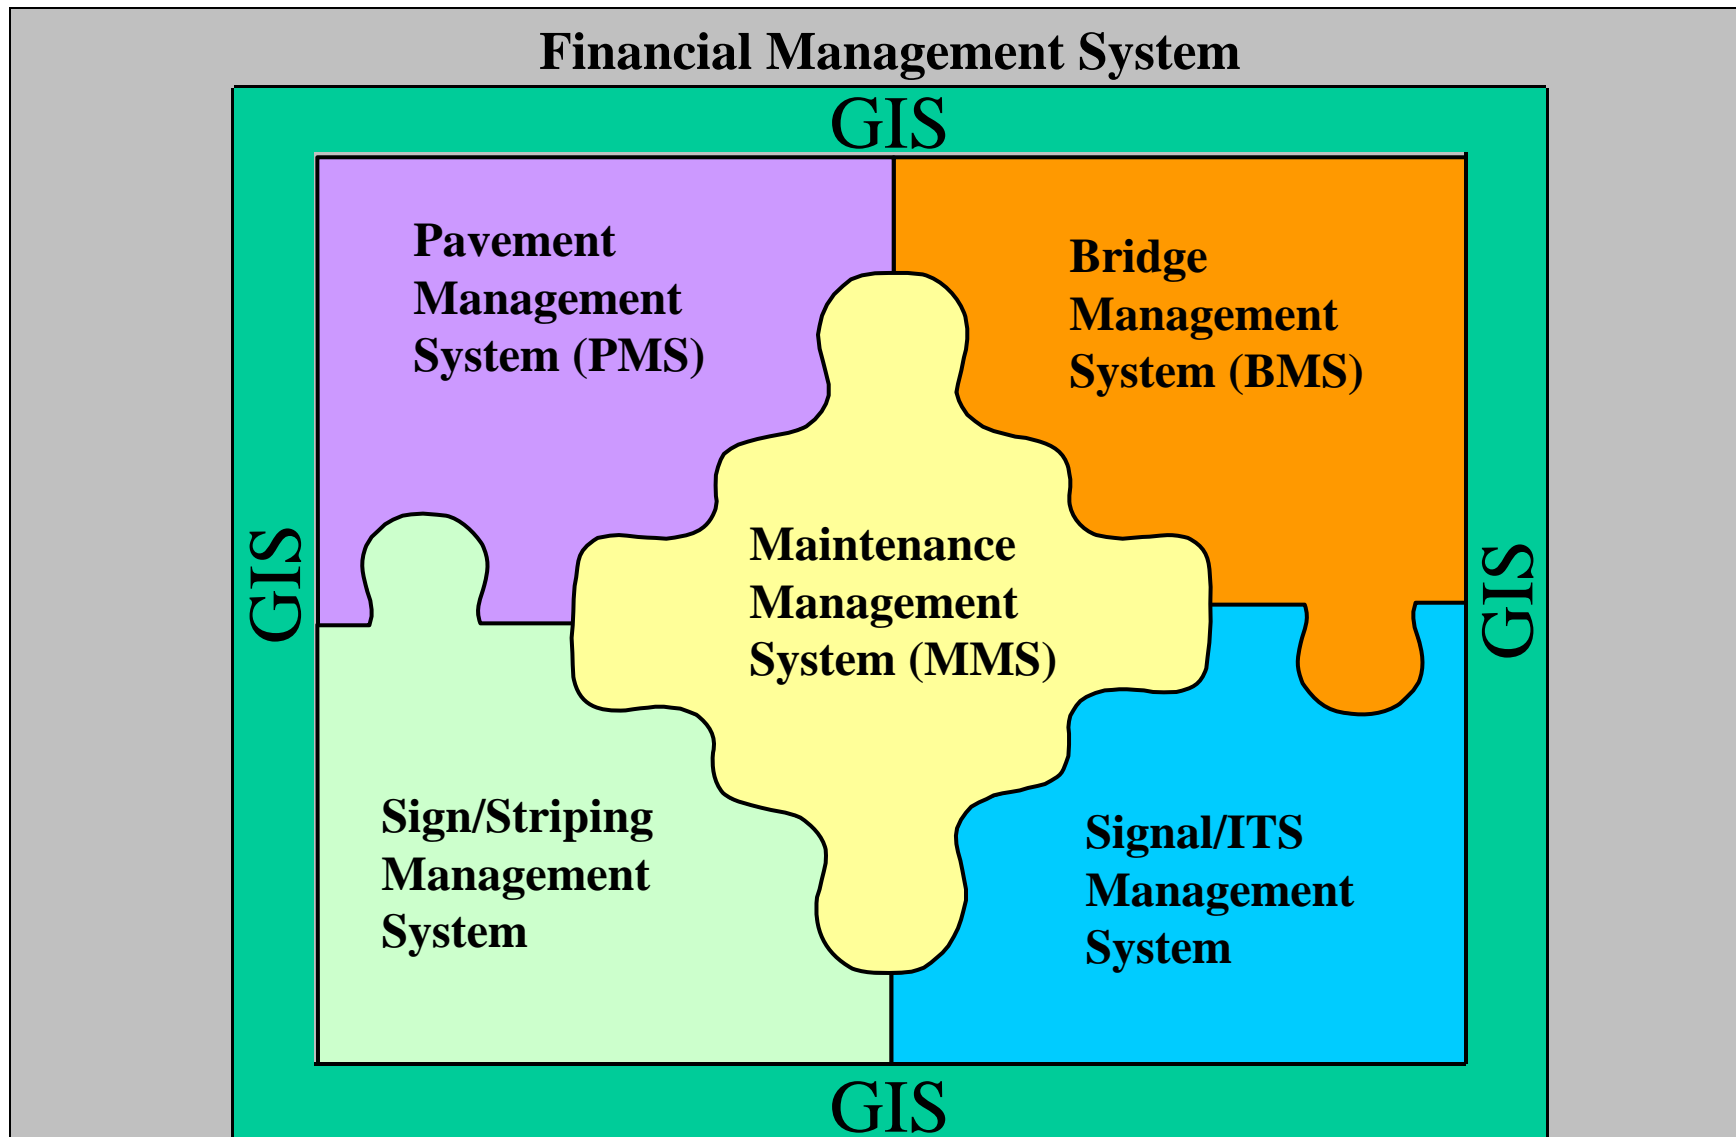 Financial Management System
GIS
Pavement
Management
System (PMS)
Bridge
Management
System (BMS)
GIS
Maintenance
Management
System (MMS)
GIS
Sign/Striping
Management
System
Signal/ITS
Management
System
GIS